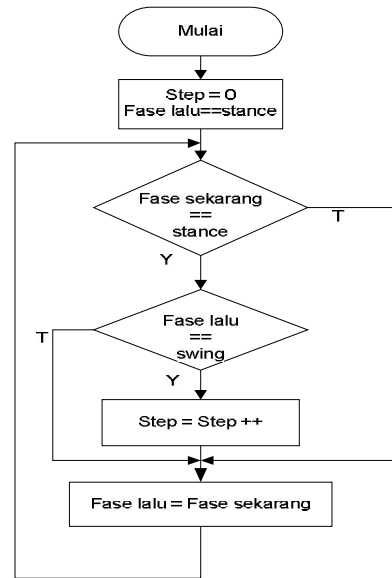 Mulai
Step = 0
Fase lalu==stance
Fase sekarang
==
stance
T
Y
Fase lalu
==
swing
T
Y
Step = Step ++
Fase lalu = Fase sekarang